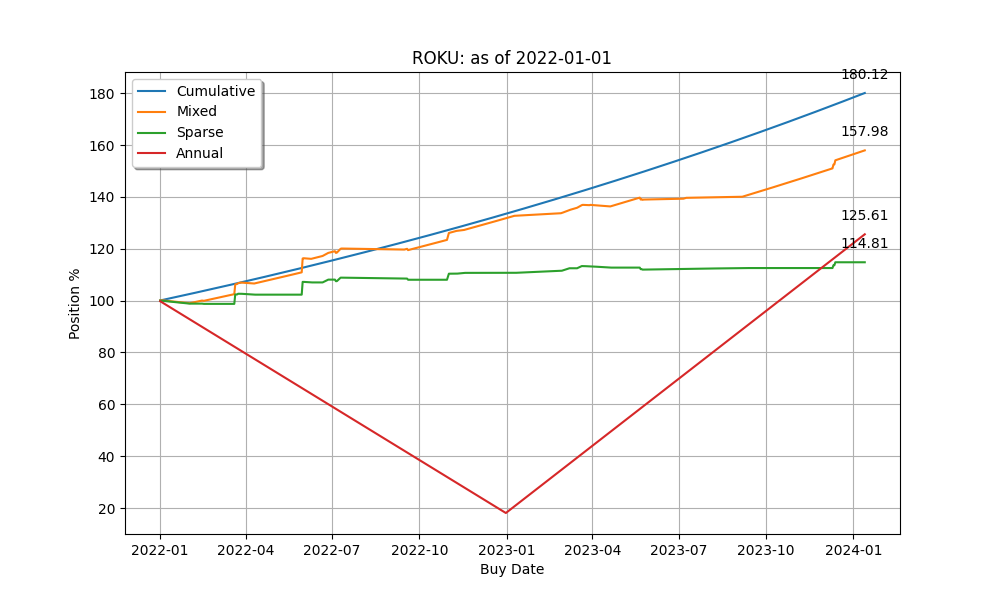 ROKU: as of 2022-01-01
Cumulative
Mixed
Sparse
Annual
180.12
157.98
125.61
114.81
Position %
180
160
140
120
100
80
60
40
20
2022-01 2022-04 2022-07 2022-10 2023-01 2023-04 2023-07 2023-10 2024-01
Buy Date